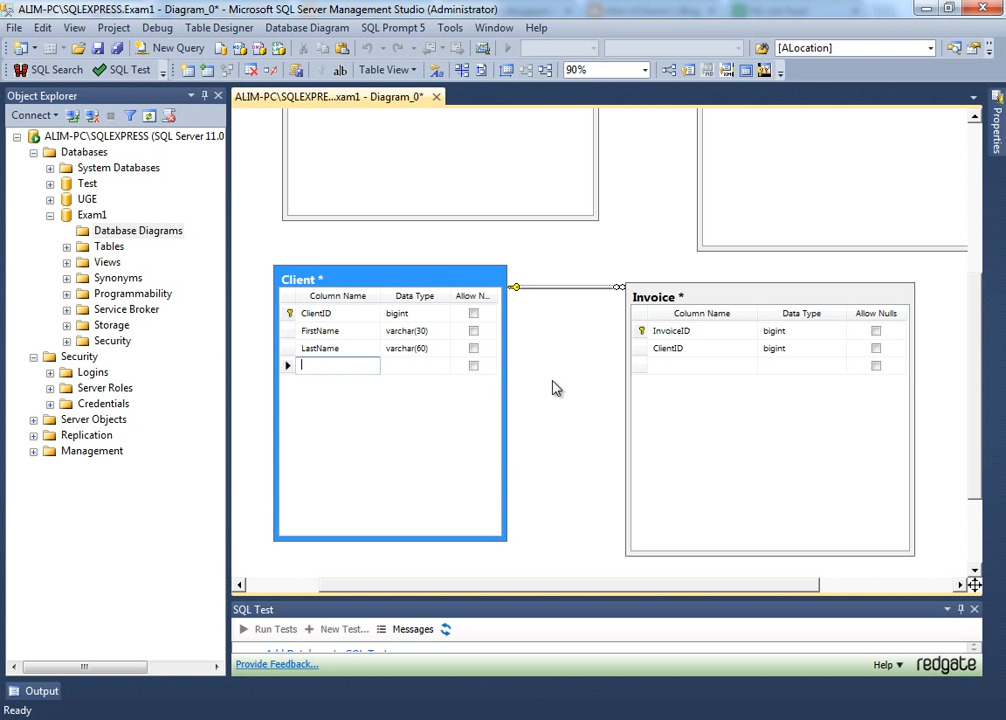 ALIM-PC\SQLEXPRESS.Exam1 - Diagram_0* - Microsoft SQL Server Management Studio (Administrator)
File Edit View Project Debug Table Designer Database Diagram SQL Prompt 5 Tools Window Help
New Query [ALocation]
SQL Search SQL Test Table View 90%
Object Explorer
Connect
ALIM-PC\SQLEXPRESS (SQL Server 11.0
Databases
System Databases
Test
UGE
Exam1
Database Diagrams
Tables
Views
Synonyms
Programmability
Service Broker
Storage
Security
Security
Logins
Server Roles
Credentials
Server Objects
Replication
Management
ALIM-PC\SQLEXPRE...xam1 - Diagram_0*
Client *
Column Name Data Type Allow N...
ClientID bigint
FirstName varchar(30)
LastName varchar(60)
Invoice *
Column Name Data Type Allow Nulls
InvoiceID bigint
ClientID bigint
Properties
SQL Test
Run Tests New Test... Messages
Provide Feedback...
Help redgate
Output
Ready